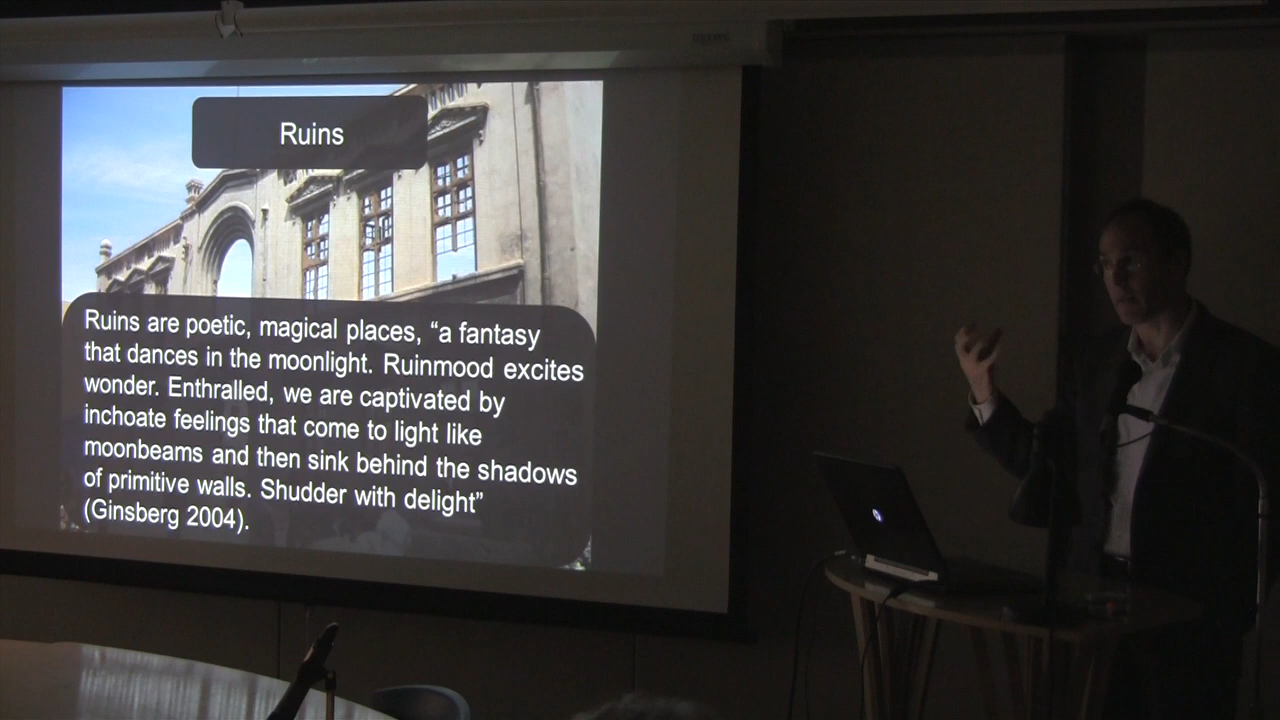 Ruins
Ruins are poetic, magical places, “a fantasy
that dances in the moonlight. Ruinmood excites
wonder. Enthralled, we are captivated by
inchoate feelings that come to light like
moonbeams and then sink behind the shadows
of primitive walls. Shudder with delight”
(Ginsberg 2004).